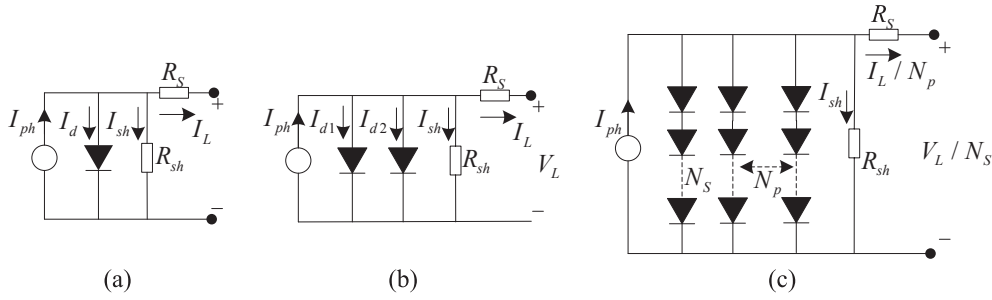 I_ph I_d I_sh R_S I_L R_sh + −
(a)
I_ph I_d1 I_d2 I_sh R_S I_L R_sh V_L + −
(b)
R_S + I_L / N_p I_sh I_ph R_sh V_L / N_S N_S N_p −
(c)